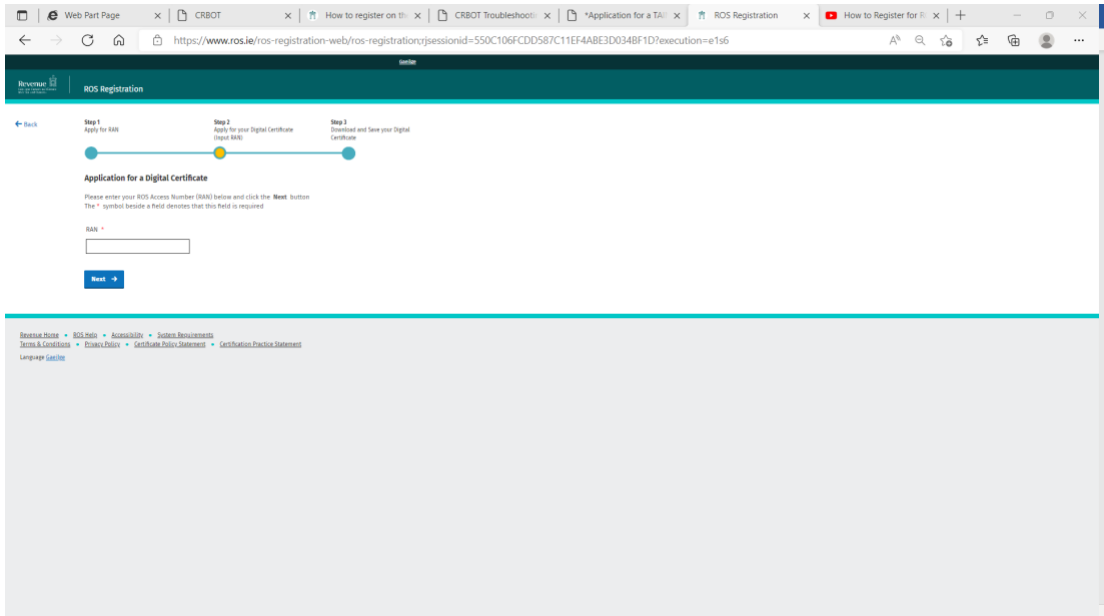 Web Part Page
CRBOT
How to register on th
CRBOT Troubleshooti
*Application for a TAI
ROS Registration
How to Register for R
https://www.ros.ie/ros-registration-web/ros-registration;rjsessionid=550C106FCDD587C11EF4ABE3D034BF1D?execution=e1s6
Gaeilge
Revenue
ROS Registration
Back
Step 1
Apply for RAN
Step 2
Apply for your Digital Certificate
(Input RAN)
Step 3
Download and Save your Digital
Certificate
Application for a Digital Certificate
Please enter your ROS Access Number (RAN) below and click the Next button
The * symbol beside a field denotes that this field is required
RAN *
Next →
Revenue Home • ROS Help • Accessibility • System Requirements
Terms & Conditions • Privacy Policy • Certificate Policy Statement • Certification Practice Statement
Language Gaeilge